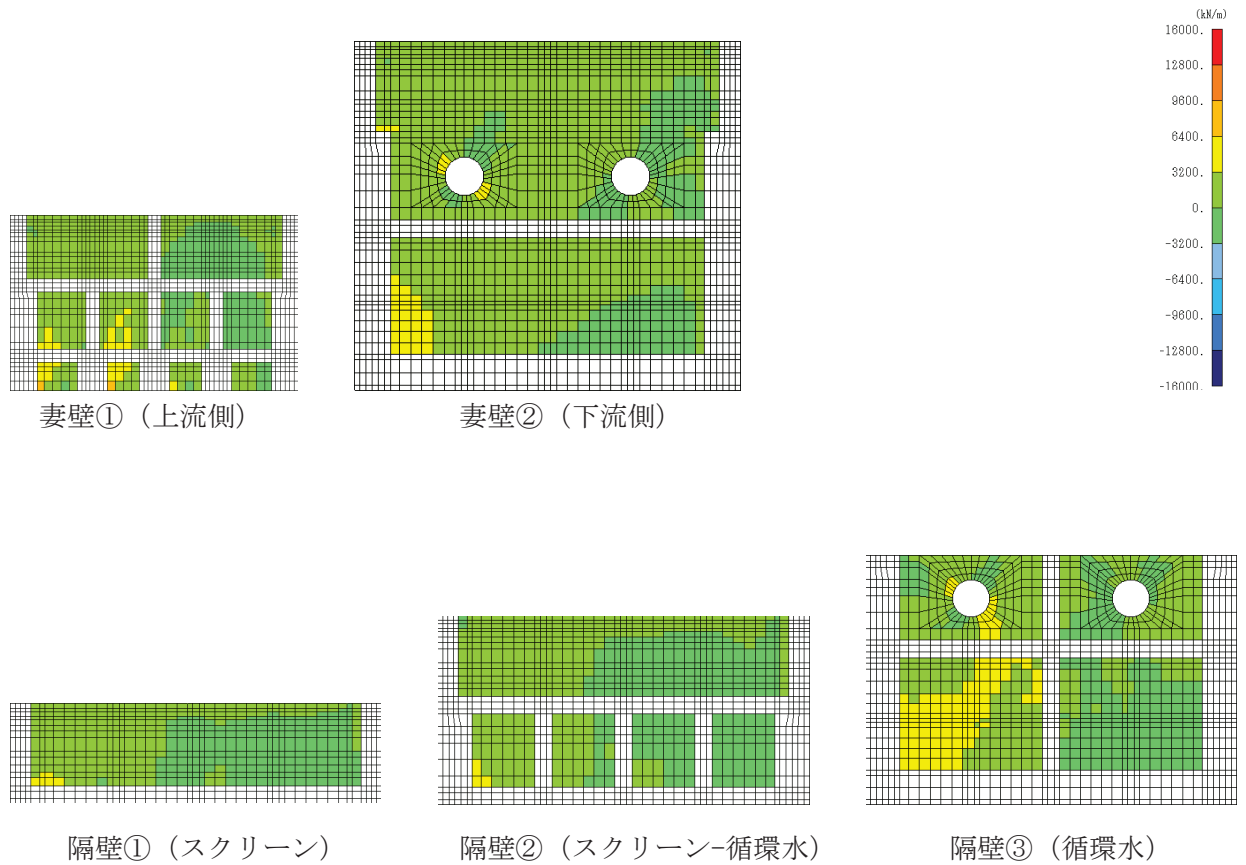 (kN/m)
16000.
12800.
9600.
6400.
3200.
0.
-3200.
-6400.
-9600.
-12800.
-16000.
妻壁①（上流側）
妻壁②（下流側）
隔壁①（スクリーン）
隔壁②（スクリーン-循環水）
隔壁③（循環水）